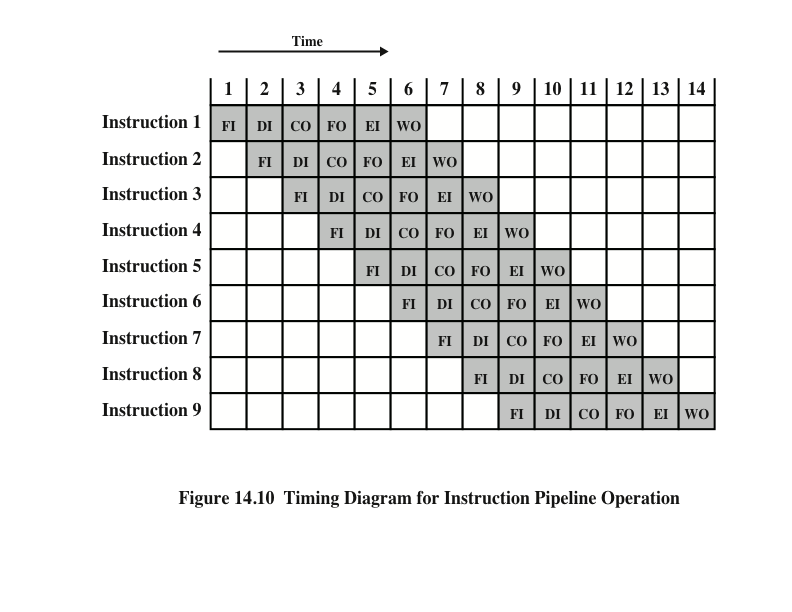 Time
1 2 3 4 5 6 7 8 9 10 11 12 13 14
Instruction 1 FI DI CO FO EI WO
Instruction 2 FI DI CO FO EI WO
Instruction 3 FI DI CO FO EI WO
Instruction 4 FI DI CO FO EI WO
Instruction 5 FI DI CO FO EI WO
Instruction 6 FI DI CO FO EI WO
Instruction 7 FI DI CO FO EI WO
Instruction 8 FI DI CO FO EI WO
Instruction 9 FI DI CO FO EI WO
Figure 14.10 Timing Diagram for Instruction Pipeline Operation